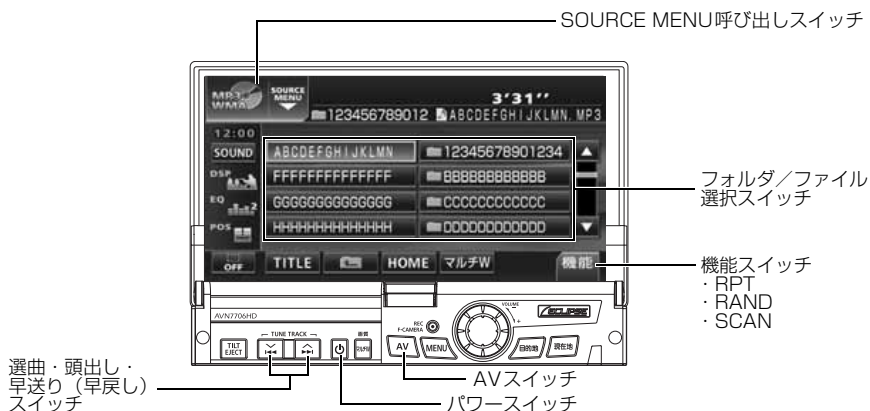 SOURCE MENU呼び出しスイッチ
MP3
WMA
SOURCE
MENU
3'31''
123456789012 ABCDEFGHIJKLMN. MP3
12:00
SOUND
ABCDEFGHIJKLMN
12345678901234
DSP
FFFFFFFFFFFFFF
BBBBBBBBBBBB
EQ
2
GGGGGGGGGGGGGG
CCCCCCCCCCCC
POS
HHHHHHHHHHHHHH
DDDDDDDDDDDD
フォルダ/ファイル
選択スイッチ
OFF
TITLE
HOME
マルチW
機能
機能スイッチ
・RPT
・RAND
・SCAN
AVN7706HD
VOLUME
ECLIPSE
TILT
EJECT
TUNE TRACK
REC
F-CAMERA
AV
MENU
目的地
現在地
選曲・頭出し・
早送り(早戻し)
スイッチ
AVスイッチ
パワースイッチ